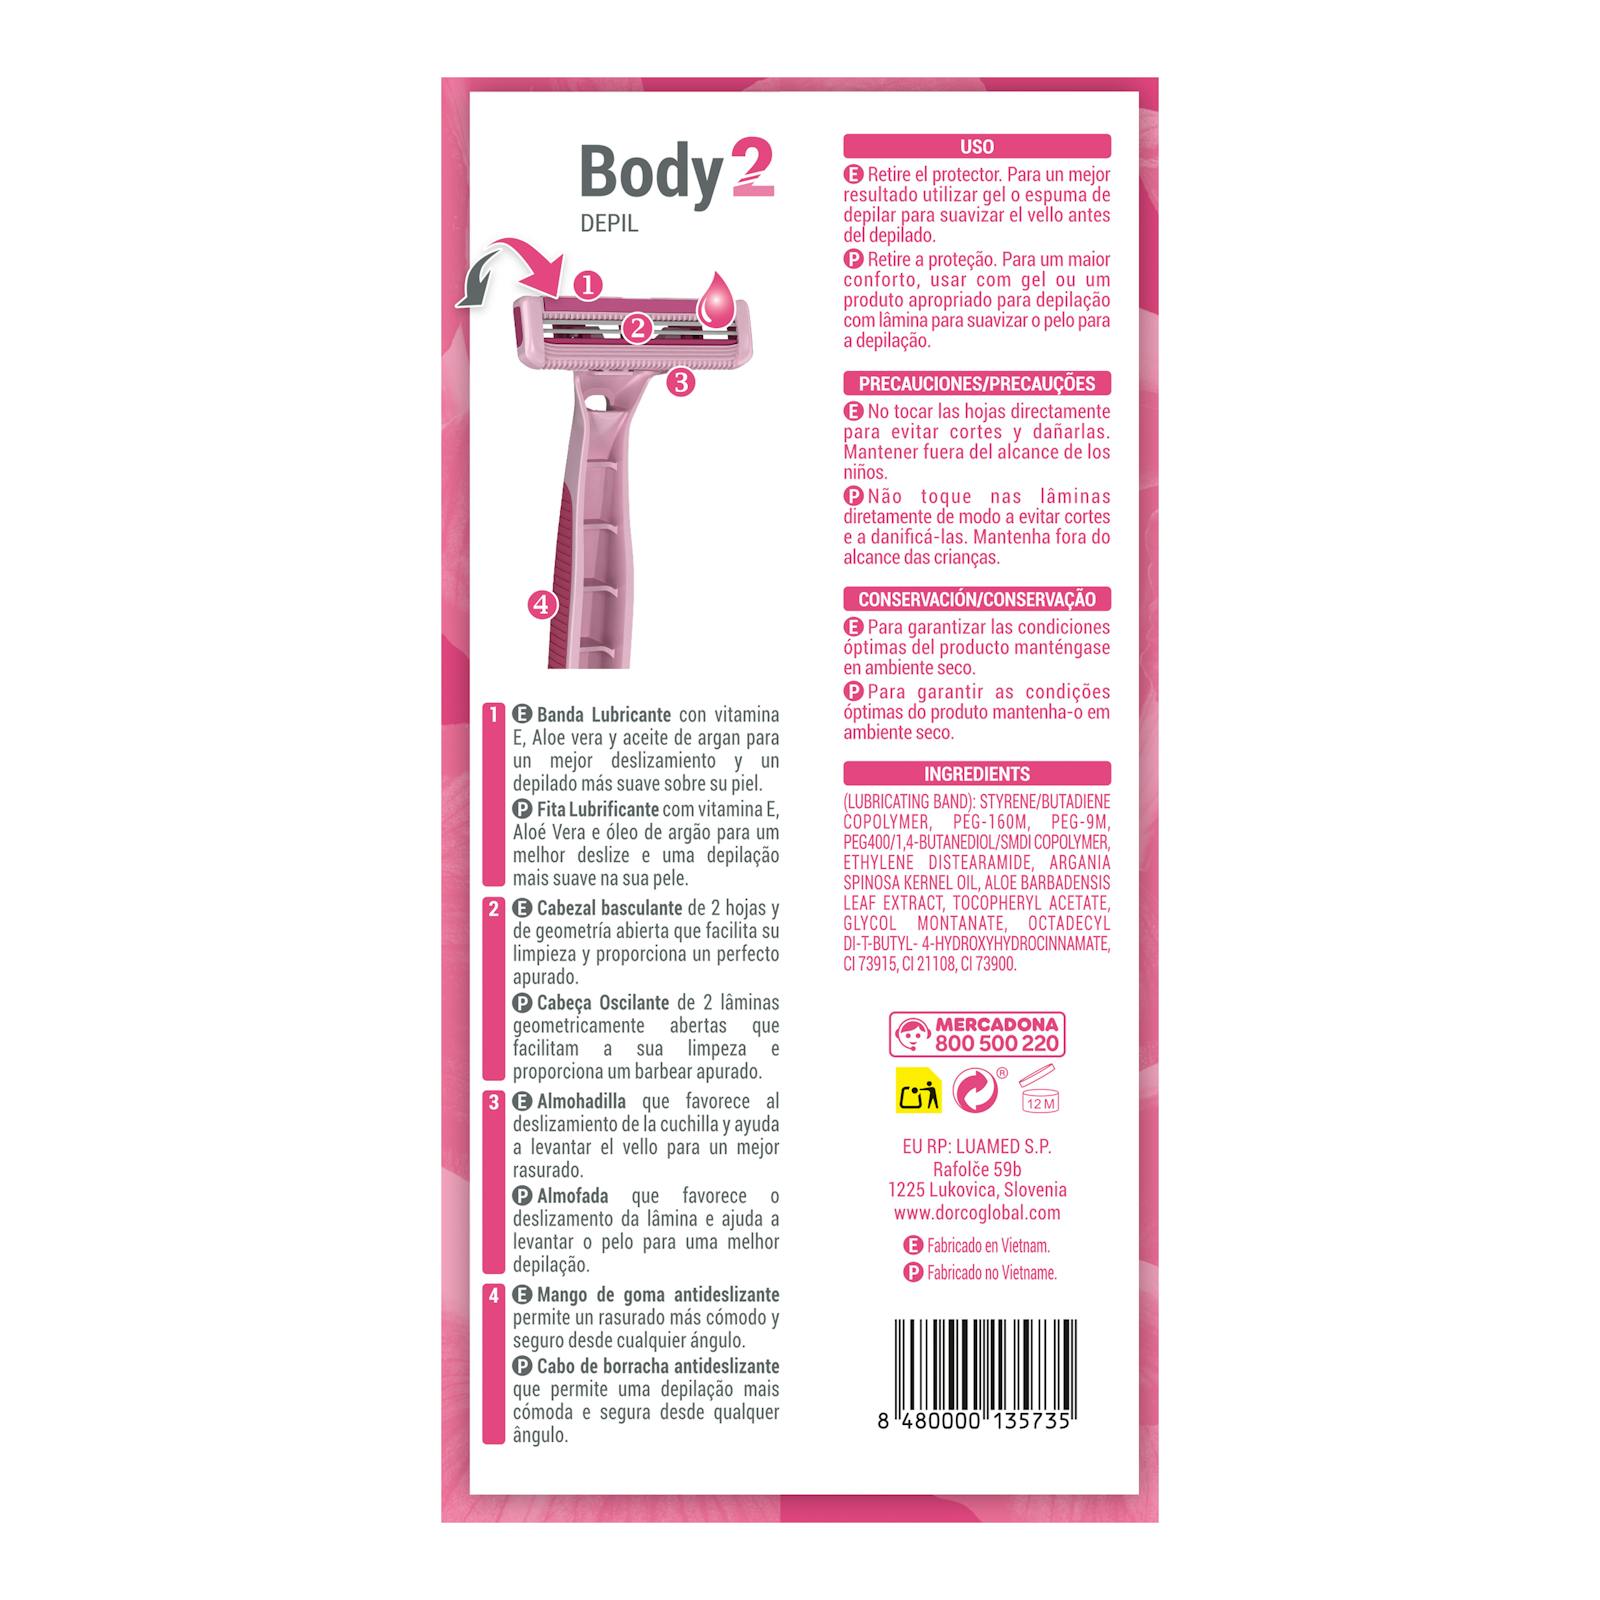 Body 2
DEPIL
1
2
3
4
1
E Banda Lubricante con vitamina
E, Aloe vera y aceite de argan para
un mejor deslizamiento y un
depilado más suave sobre su piel.
P Fita Lubrificante com vitamina E,
Aloé Vera e óleo de argão para um
melhor deslize e uma depilação
mais suave na sua pele.
2
E Cabezal basculante de 2 hojas y
de geometría abierta que facilita su
limpieza y proporciona un perfecto
apurado.
P Cabeça Oscilante de 2 lâminas
geometricamente abertas que
facilitam a sua limpeza e
proporciona um barbear apurado.
3
E Almohadilla que favorece al
deslizamiento de la cuchilla y ayuda
a levantar el vello para un mejor
rasurado.
P Almofada que favorece o
deslizamento da lâmina e ajuda a
levantar o pelo para uma melhor
depilação.
4
E Mango de goma antideslizante
permite un rasurado más cómodo y
seguro desde cualquier ángulo.
P Cabo de borracha antideslizante
que permite uma depilação mais
cómoda e segura desde qualquer
ângulo.
USO
E Retire el protector. Para un mejor
resultado utilizar gel o espuma de
depilar para suavizar el vello antes
del depilado.
P Retire a proteção. Para um maior
conforto, usar com gel ou um
produto apropriado para depilação
com lâmina para suavizar o pelo para
a depilação.
PRECAUCIONES/PRECAUÇÕES
E No tocar las hojas directamente
para evitar cortes y dañarlas.
Mantener fuera del alcance de los
niños.
P Não toque nas lâminas
diretamente de modo a evitar cortes
e a danificá-las. Mantenha fora do
alcance das crianças.
CONSERVACIÓN/CONSERVAÇÃO
E Para garantizar las condiciones
óptimas del producto manténgase
en ambiente seco.
P Para garantir as condições
óptimas do produto mantenha-o em
ambiente seco.
INGREDIENTS
(LUBRICATING BAND): STYRENE/BUTADIENE
COPOLYMER, PEG-160M, PEG-9M,
PEG400/1,4-BUTANEDIOL/SMDI COPOLYMER,
ETHYLENE DISTEARAMIDE, ARGANIA
SPINOSA KERNEL OIL, ALOE BARBADENSIS
LEAF EXTRACT, TOCOPHERYL ACETATE,
GLYCOL MONTANATE, OCTADECYL
DI-T-BUTYL- 4-HYDROXYHYDROCINNAMATE,
CI 73915, CI 21108, CI 73900.
MERCADONA
800 500 220
®
12 M
EU RP: LUAMED S.P.
Rafolče 59b
1225 Lukovica, Slovenia
www.dorcoglobal.com
E Fabricado en Vietnam.
P Fabricado no Vietname.
8 480000 135735